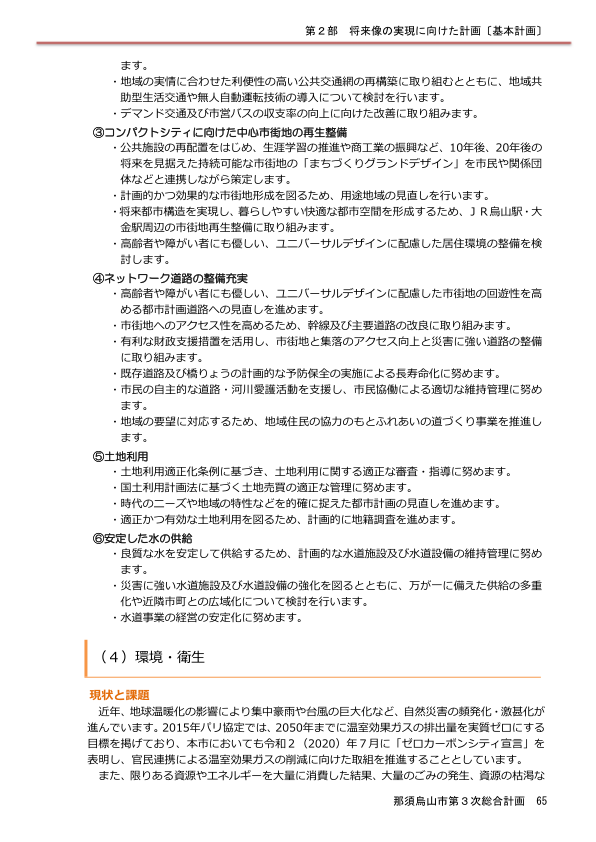 第２部　将来像の実現に向けた計画〔基本計画〕
ます。
・地域の実情に合わせた利便性の高い公共交通網の再構築に取り組むとともに、地域共
助型生活交通や無人自動運転技術の導入について検討を行います。
・デマンド交通及び市営バスの収支率の向上に向けた改善に取り組みます。
③コンパクトシティに向けた中心市街地の再生整備
・公共施設の再配置をはじめ、生涯学習の推進や商工業の振興など、10年後、20年後の
将来を見据えた持続可能な市街地の「まちづくりグランドデザイン」を市民や関係団
体などと連携しながら策定します。
・計画的かつ効果的な市街地形成を図るため、用途地域の見直しを行います。
・将来都市構造を実現し、暮らしやすい快適な都市空間を形成するため、ＪＲ烏山駅・大
金駅周辺の市街地再生整備に取り組みます。
・高齢者や障がい者にも優しい、ユニバーサルデザインに配慮した居住環境の整備を検
討します。
④ネットワーク道路の整備充実
・高齢者や障がい者にも優しい、ユニバーサルデザインに配慮した市街地の回遊性を高
める都市計画道路への見直しを進めます。
・市街地へのアクセス性を高めるため、幹線及び主要道路の改良に取り組みます。
・有利な財政支援措置を活用し、市街地と集落のアクセス向上と災害に強い道路の整備
に取り組みます。
・既存道路及び橋りょうの計画的な予防保全の実施による長寿命化に努めます。
・市民の自主的な道路・河川愛護活動を支援し、市民協働による適切な維持管理に努め
ます。
・地域の要望に対応するため、地域住民の協力のもとふれあいの道づくり事業を推進し
ます。
⑤土地利用
・土地利用適正化条例に基づき、土地利用に関する適正な審査・指導に努めます。
・国土利用計画法に基づく土地売買の適正な管理に努めます。
・時代のニーズや地域の特性などを的確に捉えた都市計画の見直しを進めます。
・適正かつ有効な土地利用を図るため、計画的に地籍調査を進めます。
⑥安定した水の供給
・良質な水を安定して供給するため、計画的な水道施設及び水道設備の維持管理に努め
ます。
・災害に強い水道施設及び水道設備の強化を図るとともに、万が一に備えた供給の多重
化や近隣市町との広域化について検討を行います。
・水道事業の経営の安定化に努めます。
（４）環境・衛生
現状と課題
近年、地球温暖化の影響により集中豪雨や台風の巨大化など、自然災害の頻発化・激甚化が
進んでいます。2015年パリ協定では、2050年までに温室効果ガスの排出量を実質ゼロにする
目標を掲げており、本市においても令和２（2020）年７月に「ゼロカーボンシティ宣言」を
表明し、官民連携による温室効果ガスの削減に向けた取組を推進することとしています。
また、限りある資源やエネルギーを大量に消費した結果、大量のごみの発生、資源の枯渇な
那須烏山市第３次総合計画　65